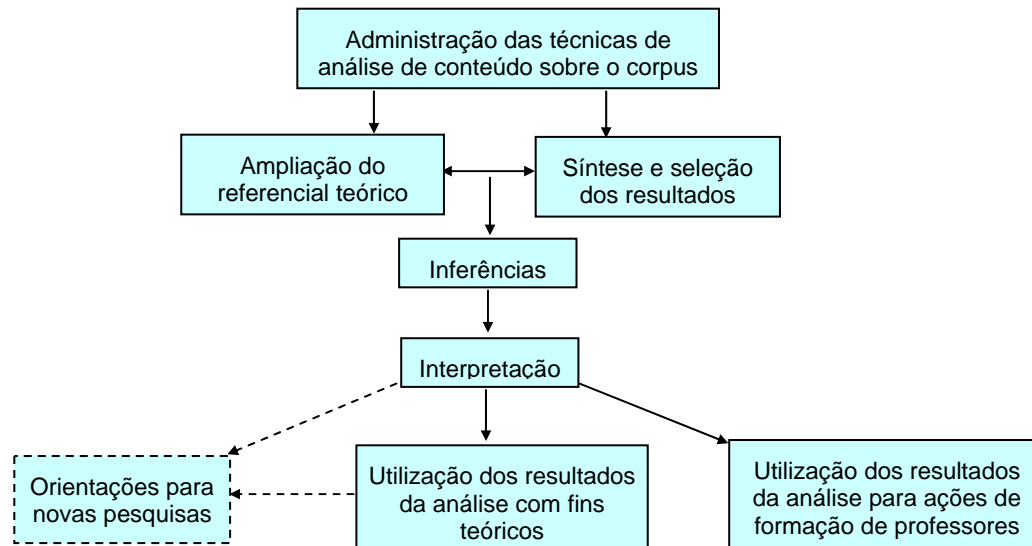 Administração das técnicas de
análise de conteúdo sobre o corpus
Ampliação do
referencial teórico
Síntese e seleção
dos resultados
Inferências
Interpretação
Orientações para
novas pesquisas
Utilização dos resultados
da análise com fins
teóricos
Utilização dos resultados
da análise para ações de
formação de professores